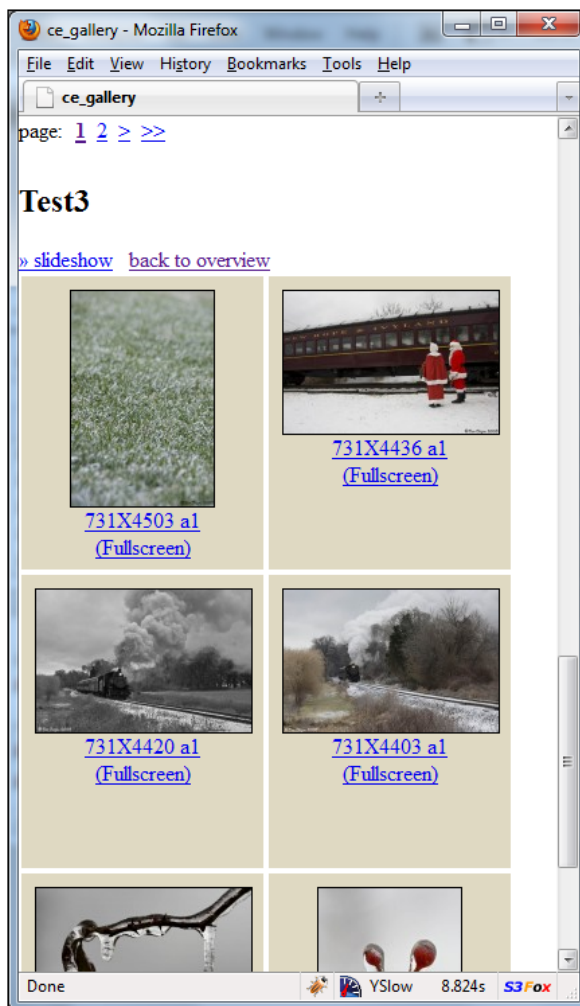 ce_gallery - Mozilla Firefox
File Edit View History Bookmarks Tools Help
ce_gallery
page: 1 2 > >>
Test3
» slideshow back to overview
731X4503 a1
(Fullscreen)
731X4436 a1
(Fullscreen)
731X4420 a1
(Fullscreen)
731X4403 a1
(Fullscreen)
Done YSlow 8.824s S3Fox